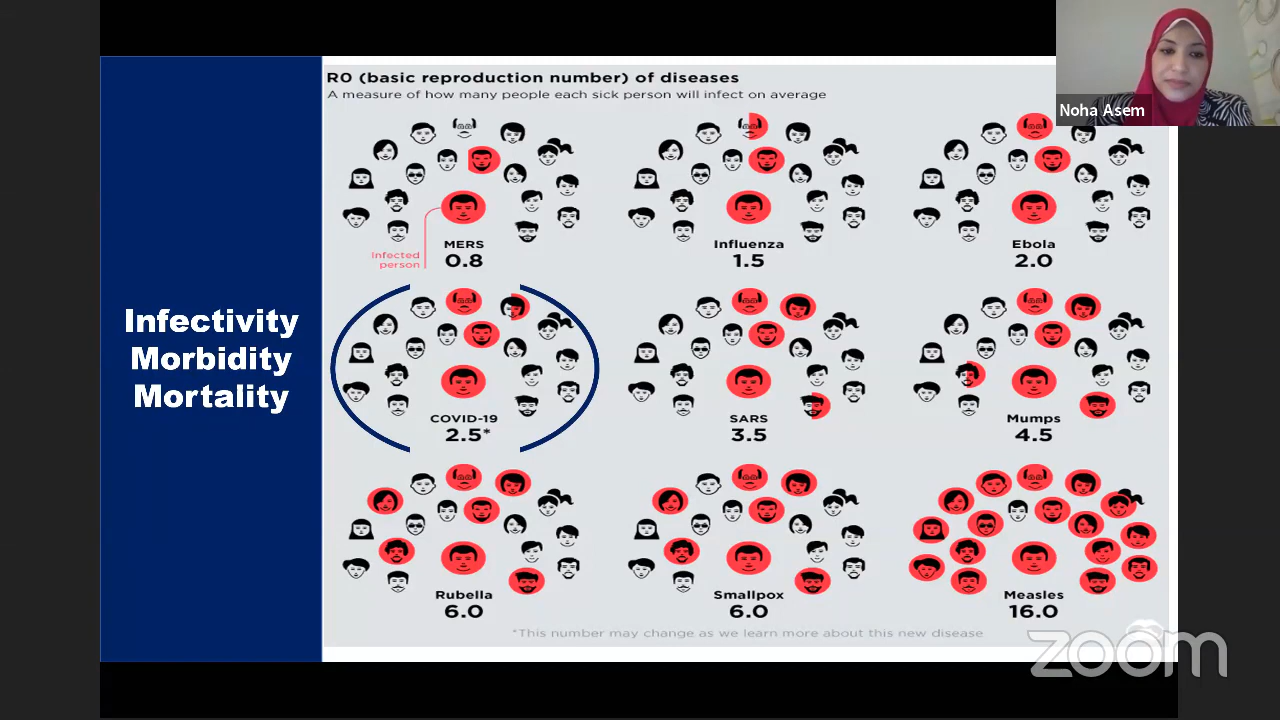 Infectivity
Morbidity
Mortality
R0 (basic reproduction number) of diseases
A measure of how many people each sick person will infect on average
Noha Asem
Infected
person
MERS
0.8
Influenza
1.5
Ebola
2.0
COVID-19
2.5*
SARS
3.5
Mumps
4.5
Rubella
6.0
Smallpox
6.0
Measles
16.0
*This number may change as we learn more about this new disease
zoom